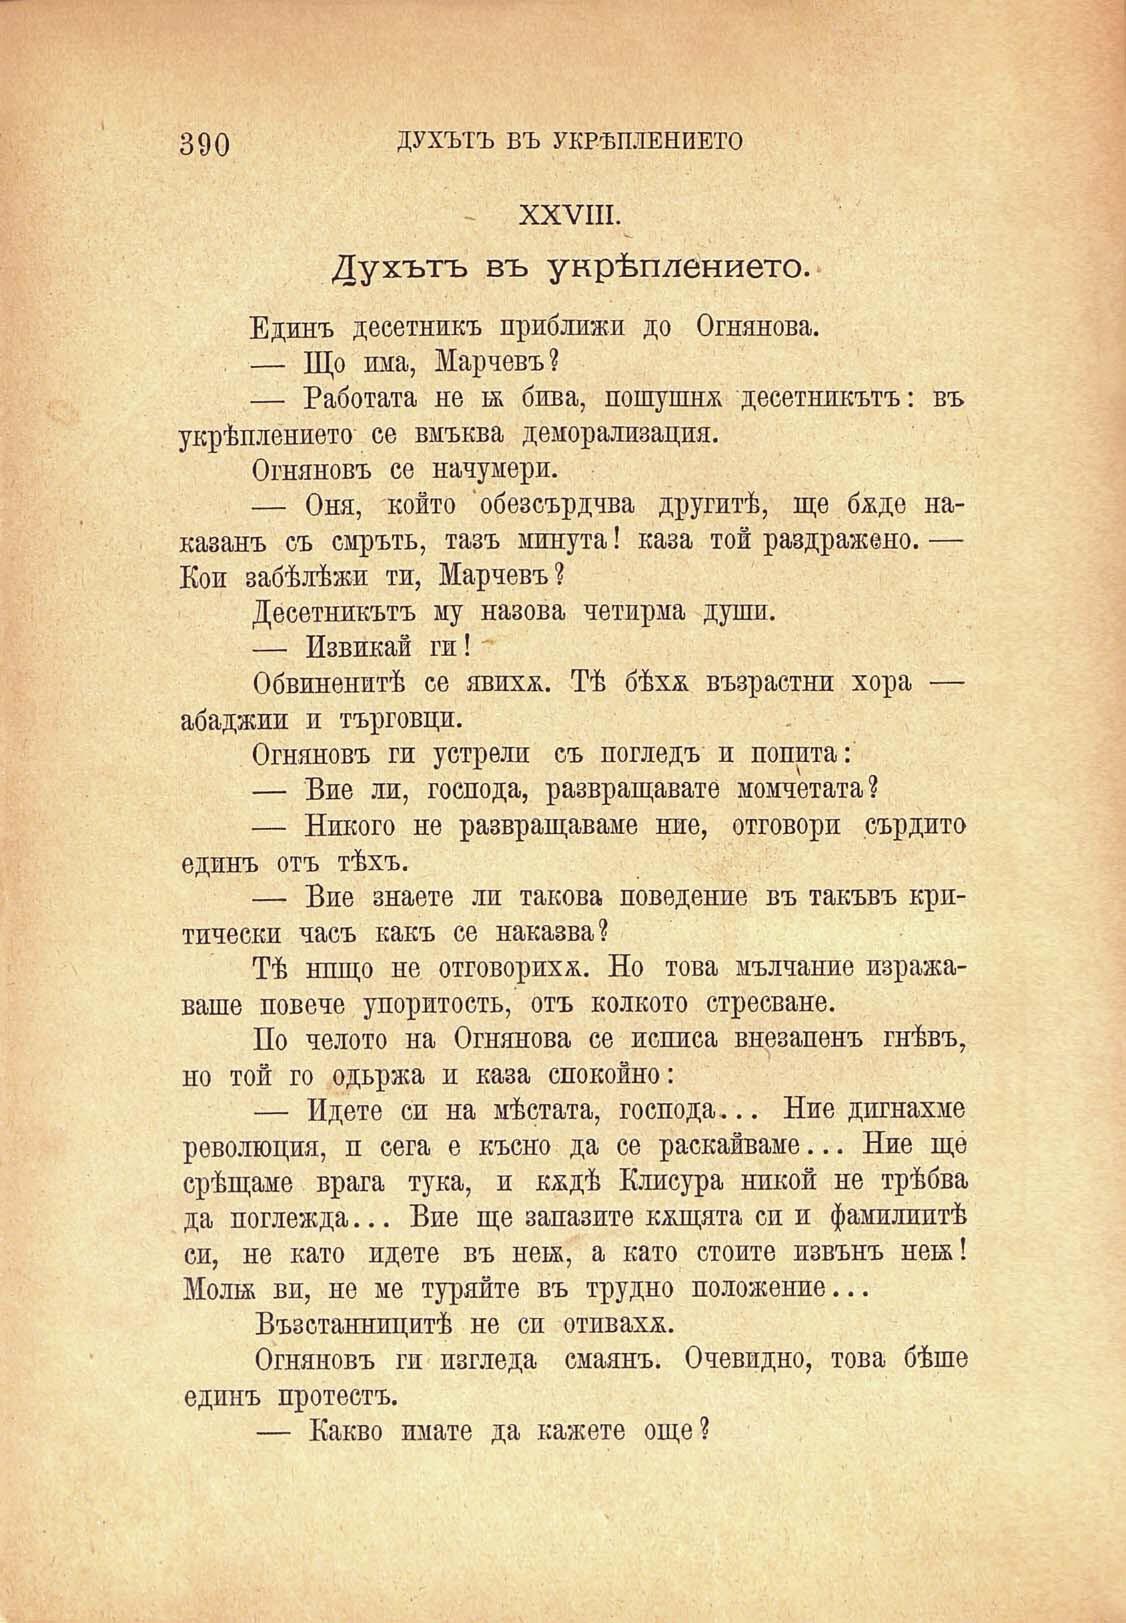 390 ДУХЪТЪ ВЪ УКРѢПЛЕНИЕТО
XXVIII.
Духътъ въ укрѣплението.
Единъ десетникъ приближи до Огнянова.
— Що има, Марчевъ?
— Работата не ѭ бива, пошушнѫ десетникътъ: въ
укрѣплението се вмъква деморализация.
Огняновъ се начумери.
— Оня, който обезсърдчва другитѣ, ще бѫде на-
казанъ съ смръть, тазъ минута! каза той раздражено. —
Кои забѣлѣжи ти, Марчевъ?
Десетникътъ му назова четирма души.
— Извикай ги!
Обвиненитѣ се явихѫ. Тѣ бѣхѫ възрастни хора —
абаджии и търговци.
Огняновъ ги устрели съ погледъ и попита:
— Вие ли, господа, развращавате момчетата?
— Никого не развращаваме ние, отговори сърдито
единъ отъ тѣхъ.
— Вие знаете ли такова поведение въ такъвъ кри-
тически часъ какъ се наказва?
Тѣ нпщо не отговорихѫ. Но това мълчание изража-
ваше повече упоритость, отъ колкото стресване.
По челото на Огнянова се исписа внезапенъ гнѣвъ,
но той го одьржа и каза спокойно:
— Идете си на мѣстата, господа... Ние дигнахме
революция, п сега е късно да се раскайваме... Ние ще
срѣщаме врага тука, и кѫдѣ Клисура никой не трѣбва
да поглежда... Вие ще запазите кѫщята си и фамилиитѣ
си, не като идете въ неѭ, а като стоите извънъ неѭ!
Молѭ ви, не ме туряйте въ трудно положение...
Възстанницитѣ не си отивахѫ.
Огняновъ ги изгледа смаянъ. Очевидно, това бѣше
единъ протестъ.
— Какво имате да кажете още?